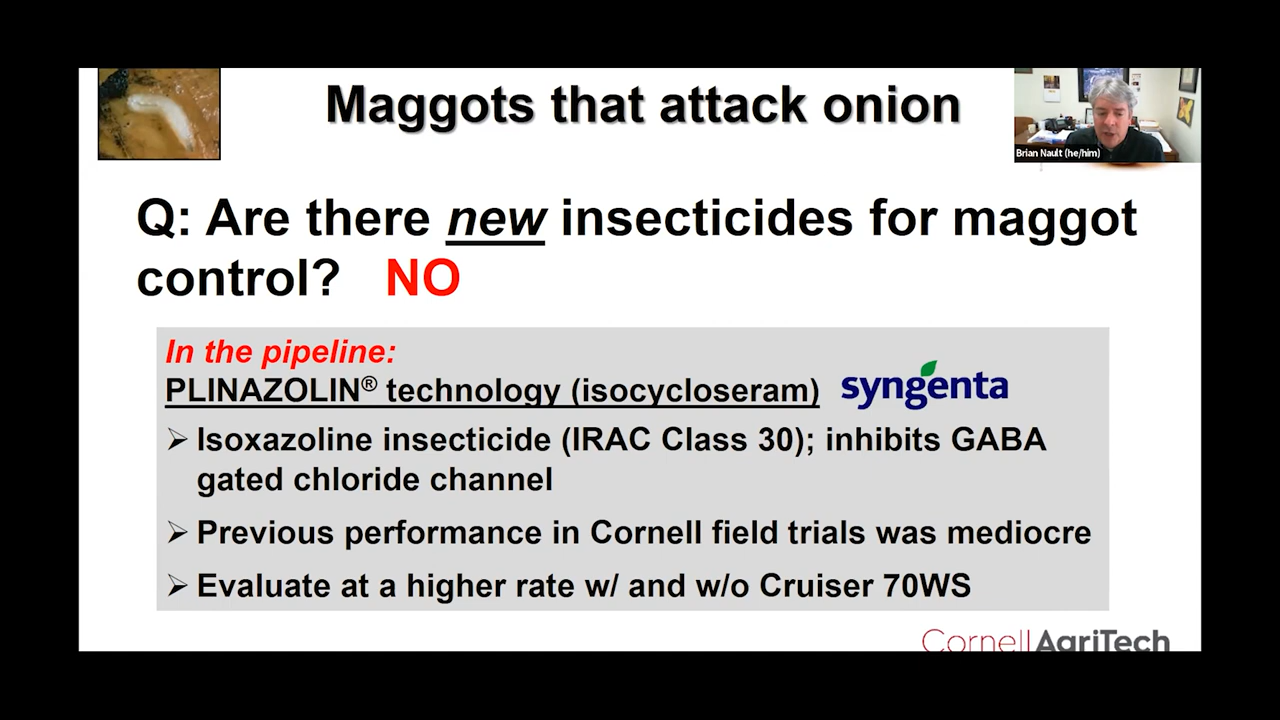 Maggots that attack onion
Brian Nault (he/him)
Q: Are there new insecticides for maggot
control? NO
In the pipeline:
PLINAZOLIN® technology (isocycloseram) syngenta
➢ Isoxazoline insecticide (IRAC Class 30); inhibits GABA
gated chloride channel
➢ Previous performance in Cornell field trials was mediocre
➢ Evaluate at a higher rate w/ and w/o Cruiser 70WS
Cornell AgriTech